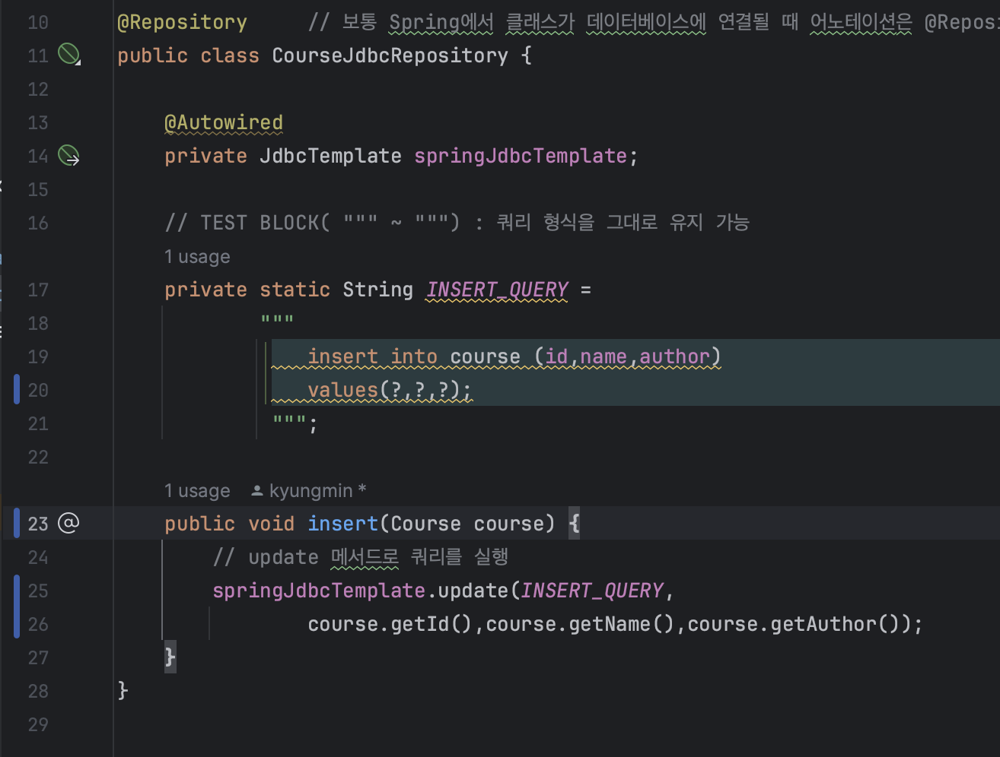 10 @Repository // 보통 Spring에서 클래스가 데이터베이스에 연결될 때 어노테이션은
11 public class CourseJdbcRepository {
12
13 @Autowired
14 private JdbcTemplate springJdbcTemplate;
15
16 // TEST BLOCK( """ ~ """) : 쿼리 형식을 그대로 유지 가능
1 usage
17 private static String INSERT_QUERY =
18 """
19 insert into course (id,name,author)
20 values(?,?,?);
21 """;
22
1 usage kyungmin *
23 public void insert(Course course) {
24 // update 메서드로 쿼리를 실행
25 springJdbcTemplate.update(INSERT_QUERY,
26 course.getId(),course.getName(),course.getAuthor());
27 }
28 }
29